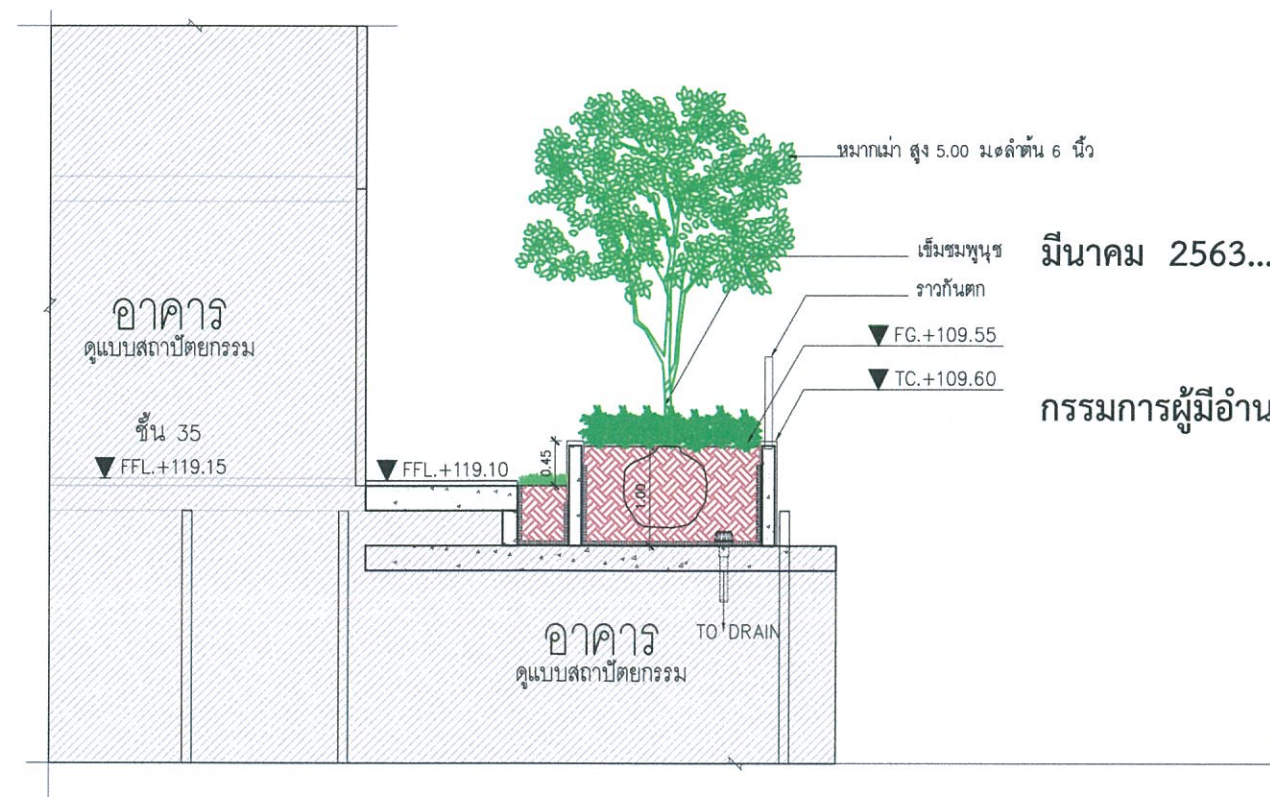 หมากเม่า สูง 5.00 ม.ø ลำต้น 6 นิ้ว
เข็มชมพูนุช
มีนาคม 2563...
ราวกันตก
FG.+109.55
TC.+109.60
กรรมการผู้มีอำน
อาคาร
ดูแบบสถาปัตยกรรม
ชั้น 35
FFL.+119.15
FFL.+119.10
0.45
1.00
อาคาร
ดูแบบสถาปัตยกรรม
TO DRAIN